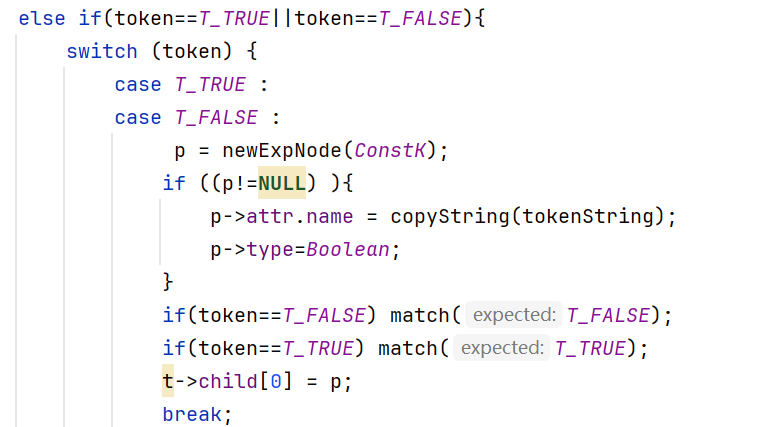 else if(token==T_TRUE||token==T_FALSE){
switch (token) {
case T_TRUE :
case T_FALSE :
p = newExpNode(ConstK);
if ((p!=NULL) ){
p->attr.name = copyString(tokenString);
p->type=Boolean;
}
if(token==T_FALSE) match( expected: T_FALSE);
if(token==T_TRUE) match( expected: T_TRUE);
t->child[0] = p;
break;